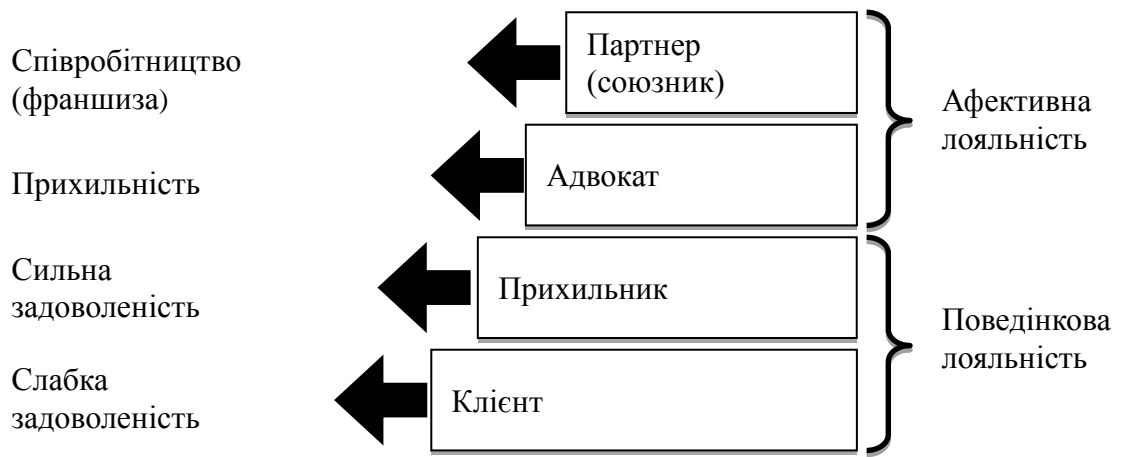 Співробітництво
(франшиза)
Партнер
(союзник)
Афективна
лояльність
Прихильність
Адвокат
Сильна
задоволеність
Прихильник
Поведінкова
лояльність
Слабка
задоволеність
Клієнт